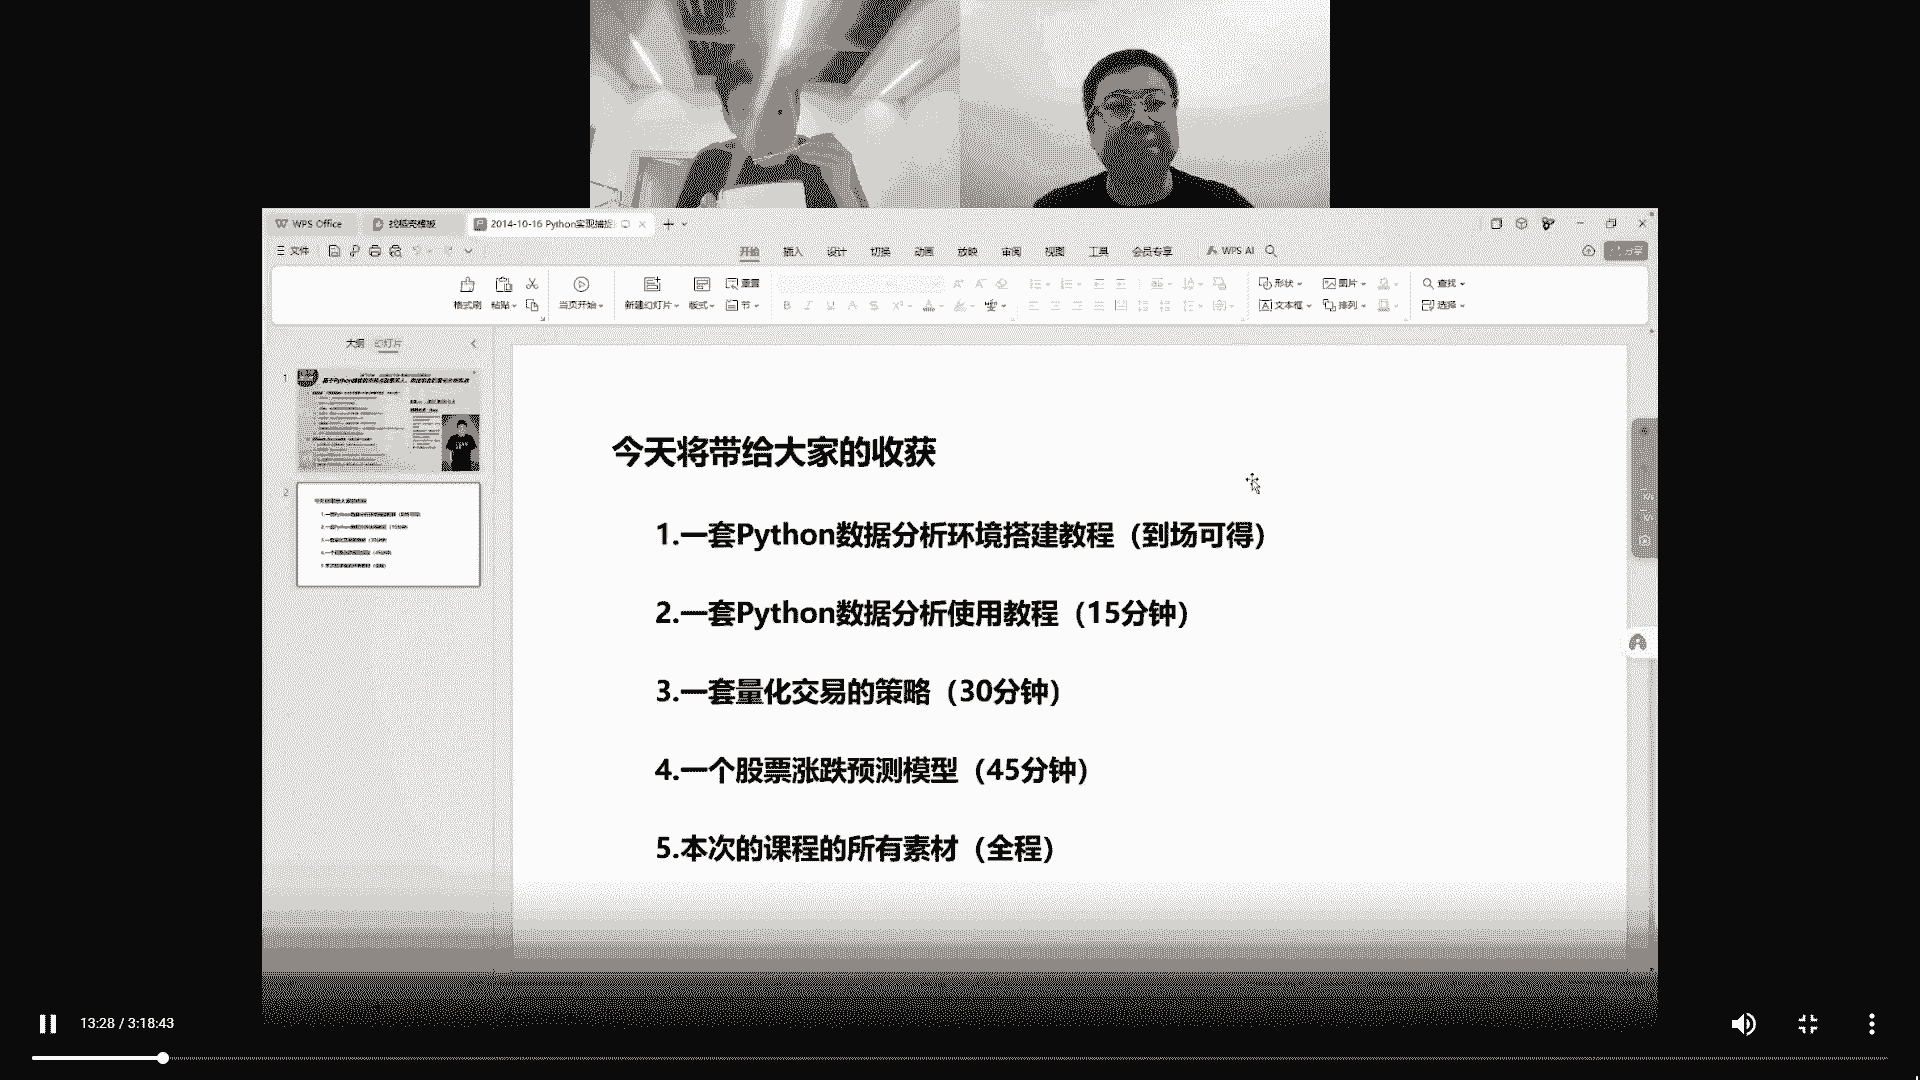 WPS Office
找稻壳模板
2014-10-16 Python实现捕捉
文件
开始
插入
设计
切换
动画
放映
审阅
视图
工具
会员专享
WPS AI
分享
格式刷
粘贴
当页开始
新建幻灯片
版式
重置
节
形状
图片
查找
文本框
排列
选择
大纲
幻灯片
1
2
今天将带给大家的收获
1.一套Python数据分析环境搭建教程（到场可得）
2.一套Python数据分析使用教程（15分钟）
3.一套量化交易的策略（30分钟）
4.一个股票涨跌预测模型（45分钟）
5.本次的课程的所有素材（全程）
13:28 / 3:18:43